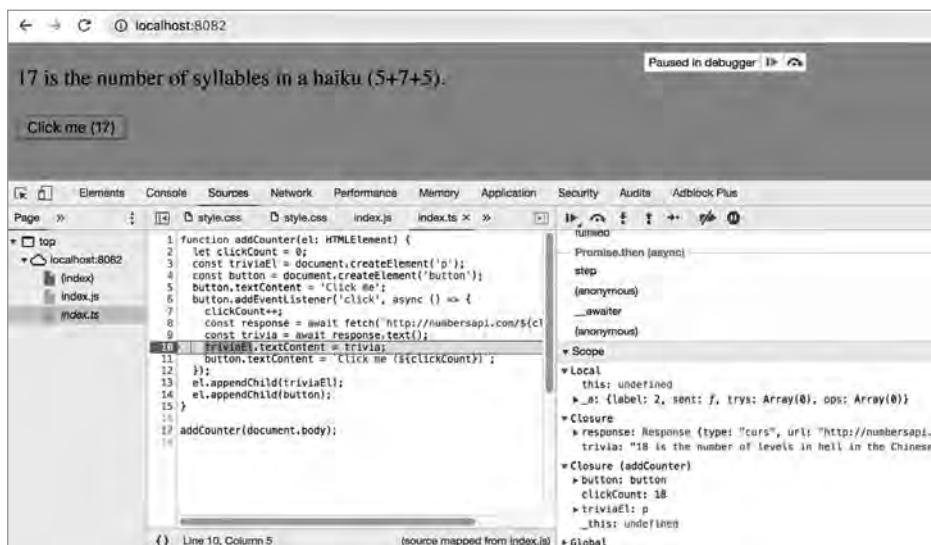 localhost:8082
17 is the number of syllables in a haiku (5+7+5).
Paused in debugger
Click me (17)
Elements Console Sources Network Performance Memory Application Security Audits Adblock Plus
Page » style.css style.css index.js index.ts × »
top
localhost:8082
(index)
index.js
index.ts
1 function addCounter(el: HTMLElement) {
2 let clickCount = 0;
3 const triviaEl = document.createElement('p');
4 const button = document.createElement('button');
5 button.textContent = 'Click me';
6 button.addEventListener('click', async () => {
7 clickCount++;
8 const response = await fetch(`http://numbersapi.com/${cl
9 const trivia = await response.text();
10 triviaEl.textContent = trivia;
11 button.textContent = `Click me (${clickCount})`;
12 });
13 el.appendChild(triviaEl);
14 el.appendChild(button);
15 }
16
17 addCounter(document.body);
18
{} Line 10, Column 5 (source mapped from index.js)
fulfilled
Promise.then (async)
step
(anonymous)
__awaiter
(anonymous)
Scope
Local
this: undefined
_a: {label: 2, sent: ƒ, trys: Array(0), ops: Array(0)}
Closure
response: Response {type: "cors", url: "http://numbersapi.
trivia: "18 is the number of levels in hell in the Chinese
Closure (addCounter)
button: button
clickCount: 18
triviaEl: p
_this: undefined
Global